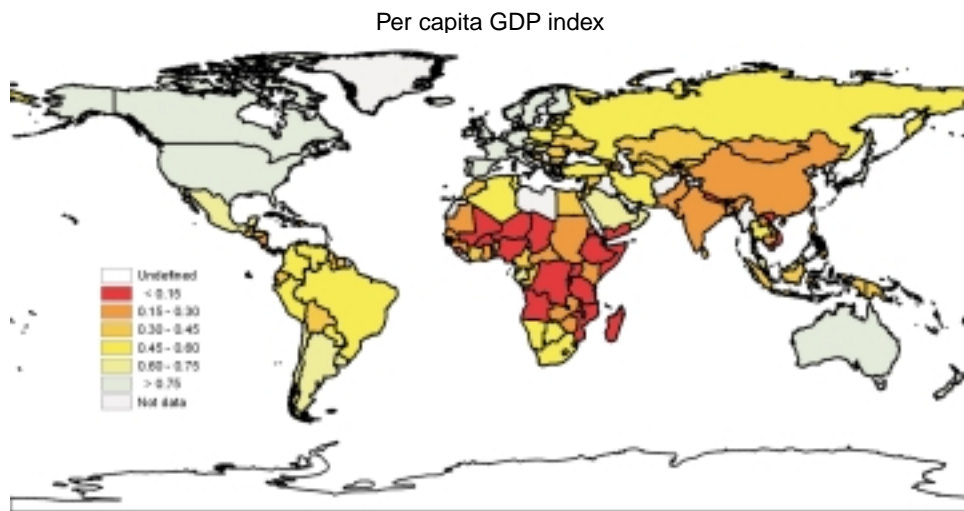 Per capita GDP index
Undefined
< 0.15
0.15 - 0.30
0.30 - 0.45
0.45 - 0.60
0.60 - 0.75
> 0.75
Not data